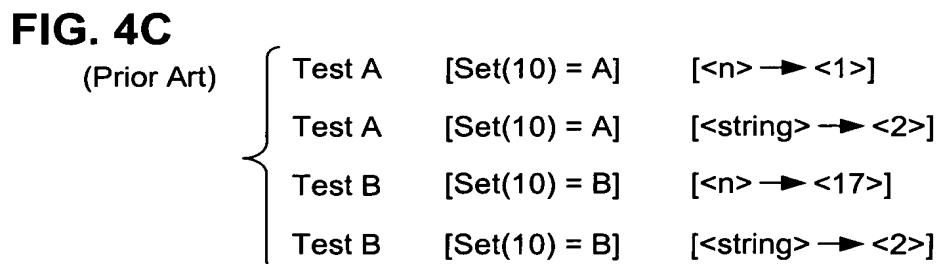 FIG. 4C
(Prior Art)
Test A [Set(10) = A] [<n> → <1>]
Test A [Set(10) = A] [<string> → <2>]
Test B [Set(10) = B] [<n> → <17>]
Test B [Set(10) = B] [<string> → <2>]